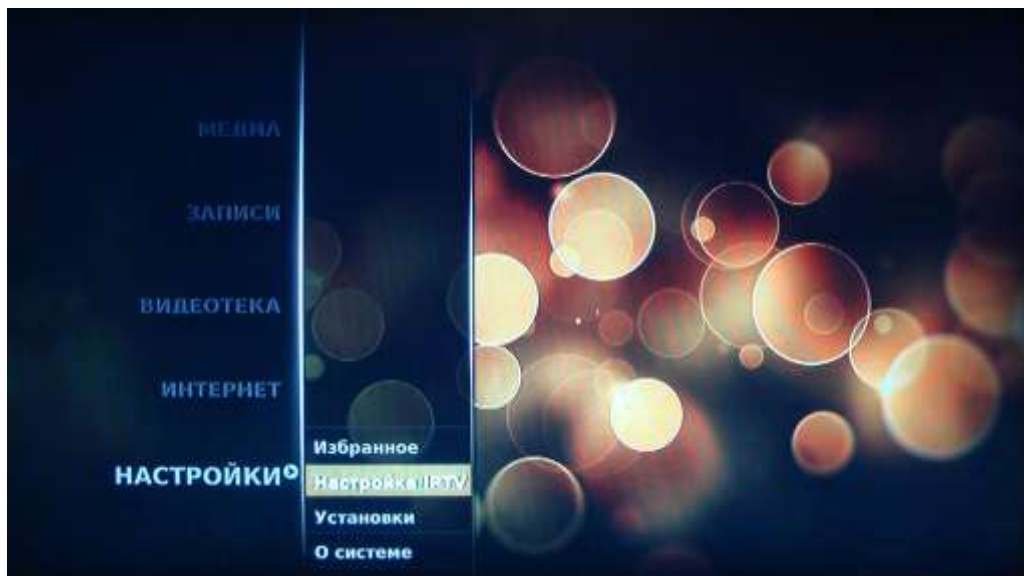 МЕДИА
ЗАПИСИ
ВИДЕОТЕКА
ИНТЕРНЕТ
НАСТРОЙКИ
Избранное
Настройка IPTV
Установки
О системе